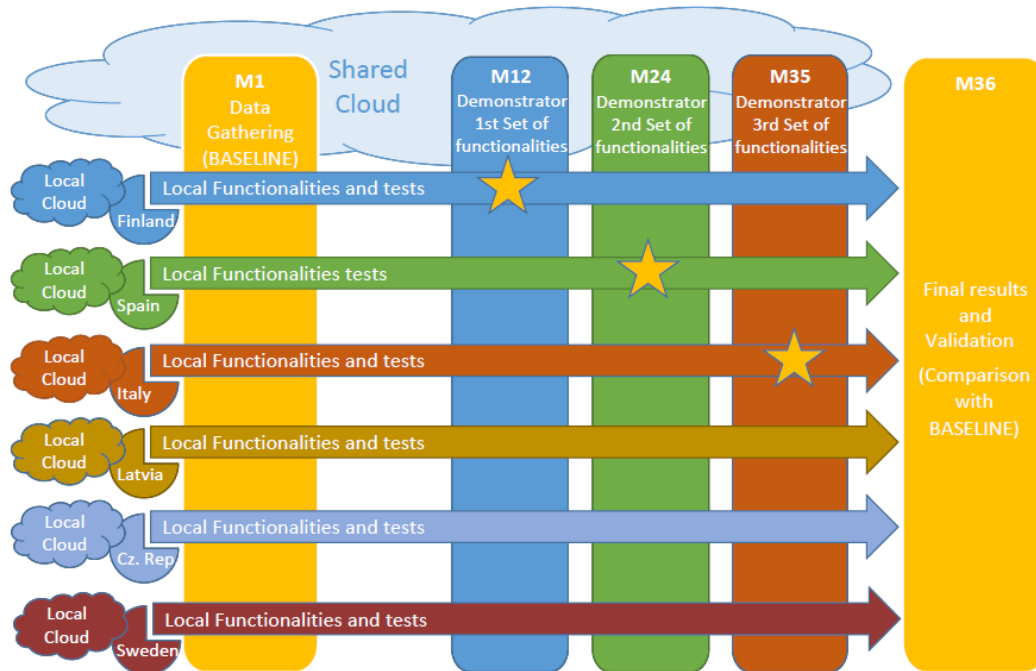 Shared
Cloud
M1
Data
Gathering
(BASELINE)
M12
Demonstrator
1st Set of
functionalities
M24
Demonstrator
2nd Set of
functionalities
M35
Demonstrator
3rd Set of
functionalities
M36
Final results
and
Validation
(Comparison
with
BASELINE)
Local
Cloud
Finland
Local Functionalities and tests
Local
Cloud
Spain
Local Functionalities tests
Local
Cloud
Italy
Local Functionalities and tests
Local
Cloud
Latvia
Local Functionalities and tests
Local
Cloud
Cz. Rep
Local Functionalities and tests
Local
Cloud
Sweden
Local Functionalities and tests